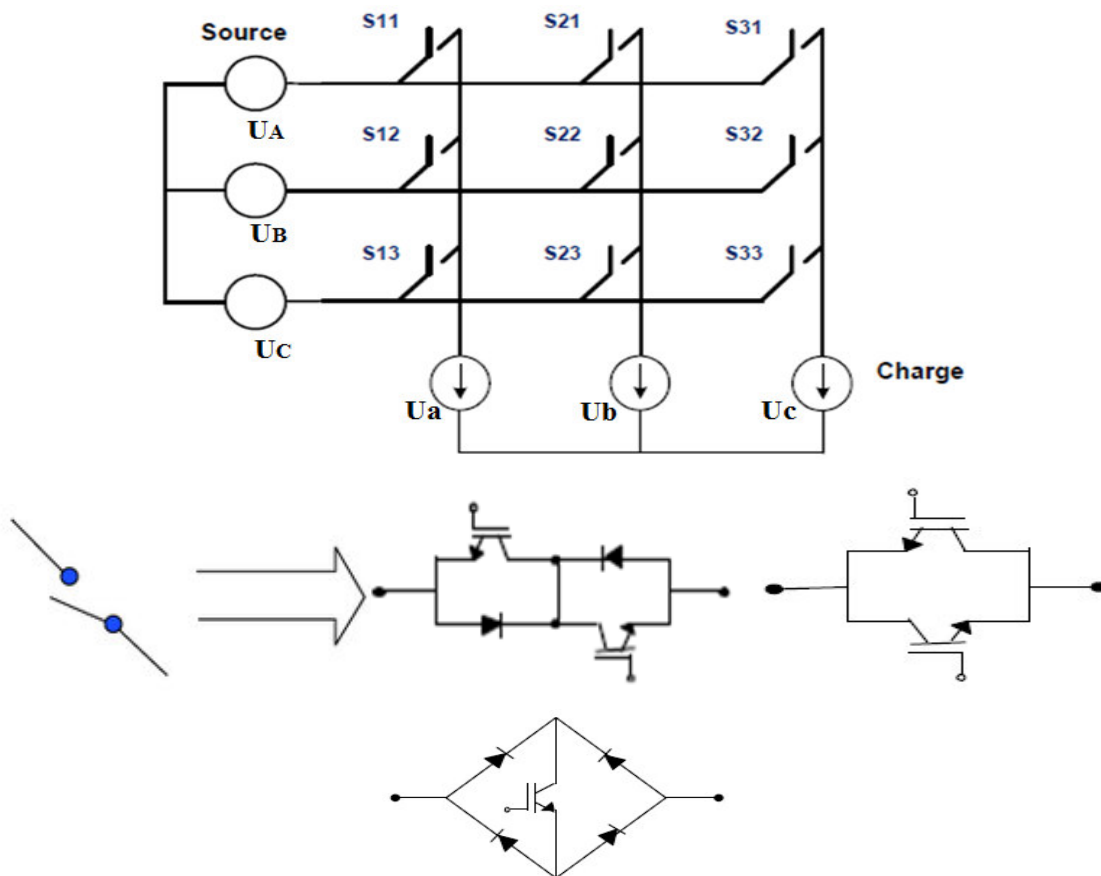 S11 S21 S31
Source
UA
S12 S22 S32
UB
S13 S23 S33
UC
Charge
Ua Ub Uc